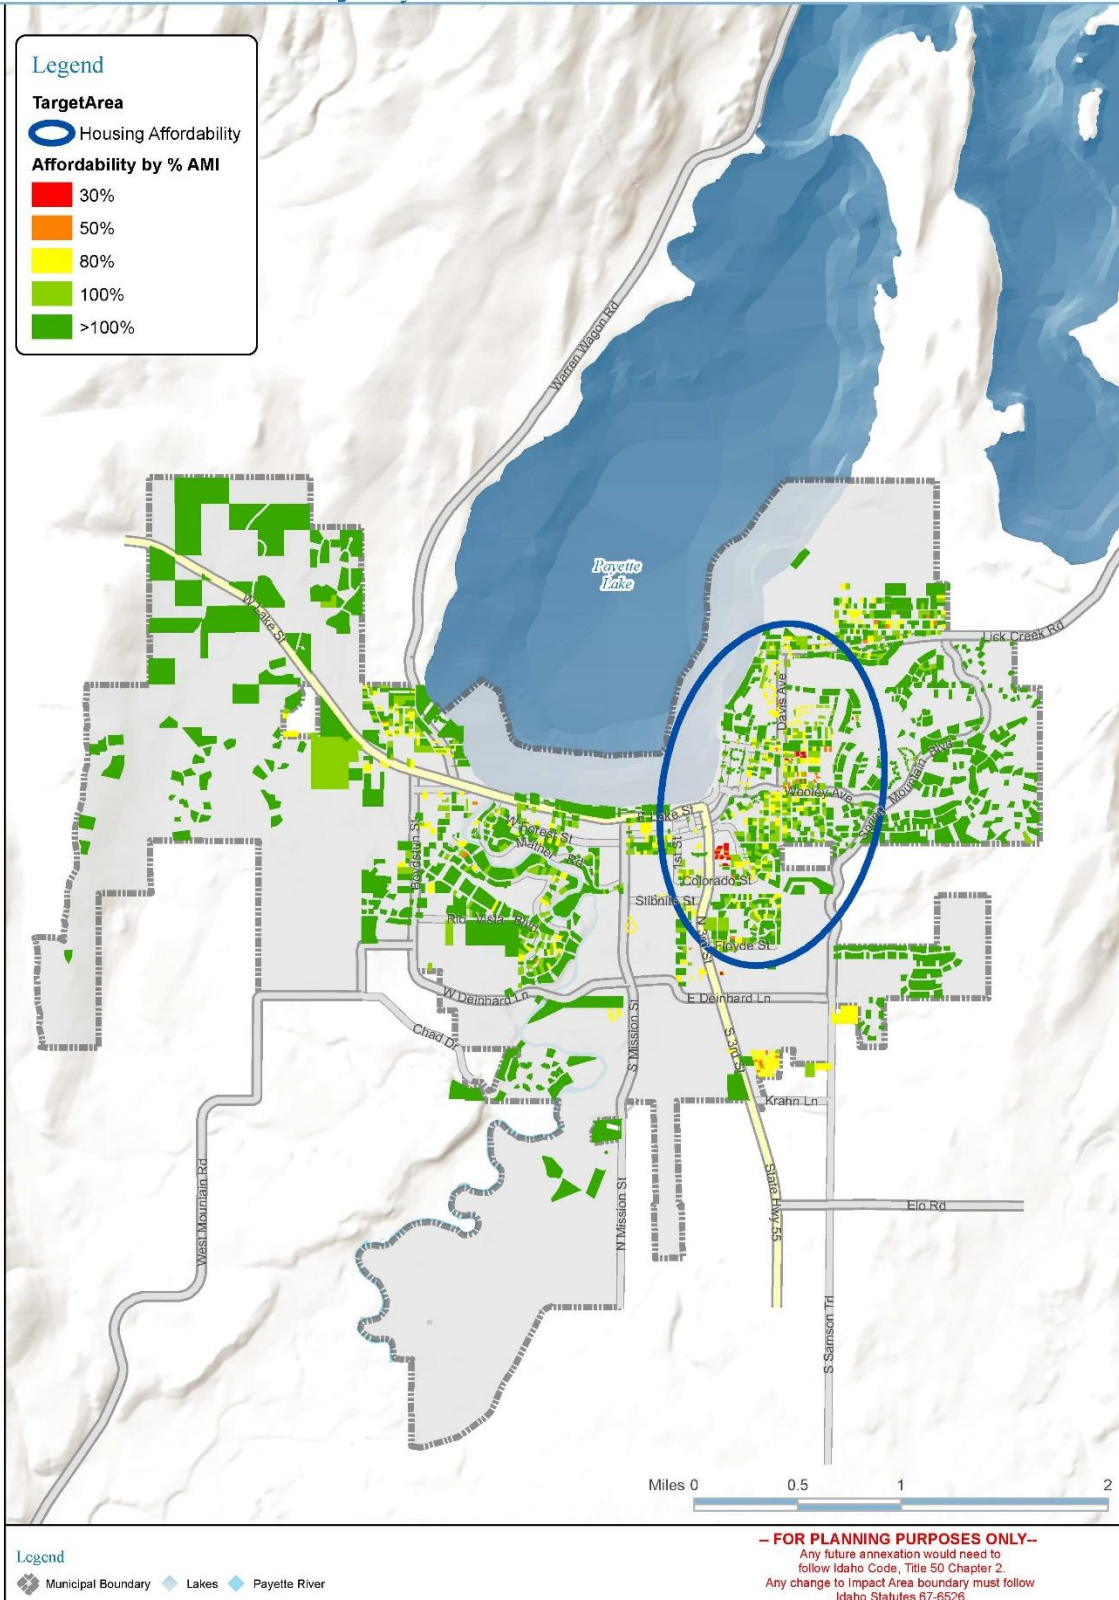 Legend
TargetArea
Housing Affordability
Affordability by % AMI
30%
50%
80%
100%
>100%
Warren Wagon Rd
Payette
Lake
W Lake St
Lick Creek Rd
Davis Ave
Wooley Ave
Spring Mountain Blvd
E Lake St
1st St
W Forest St
Mather Rd
Boydstun St
Colorado St
Stibnite St
Rio Vista Blvd
N 3rd St
Floyde St
W Deinhard Ln
E Deinhard Ln
Chad Dr
S Mission St
S 3rd St
Krahn Ln
West Mountain Rd
N Mission St
State Hwy 55
Elo Rd
S Samson Trl
Miles 0 0.5 1 2
Legend
Municipal Boundary Lakes Payette River
-- FOR PLANNING PURPOSES ONLY--
Any future annexation would need to
follow Idaho Code, Title 50 Chapter 2.
Any change to Impact Area boundary must follow
Idaho Statutes 67-6526.